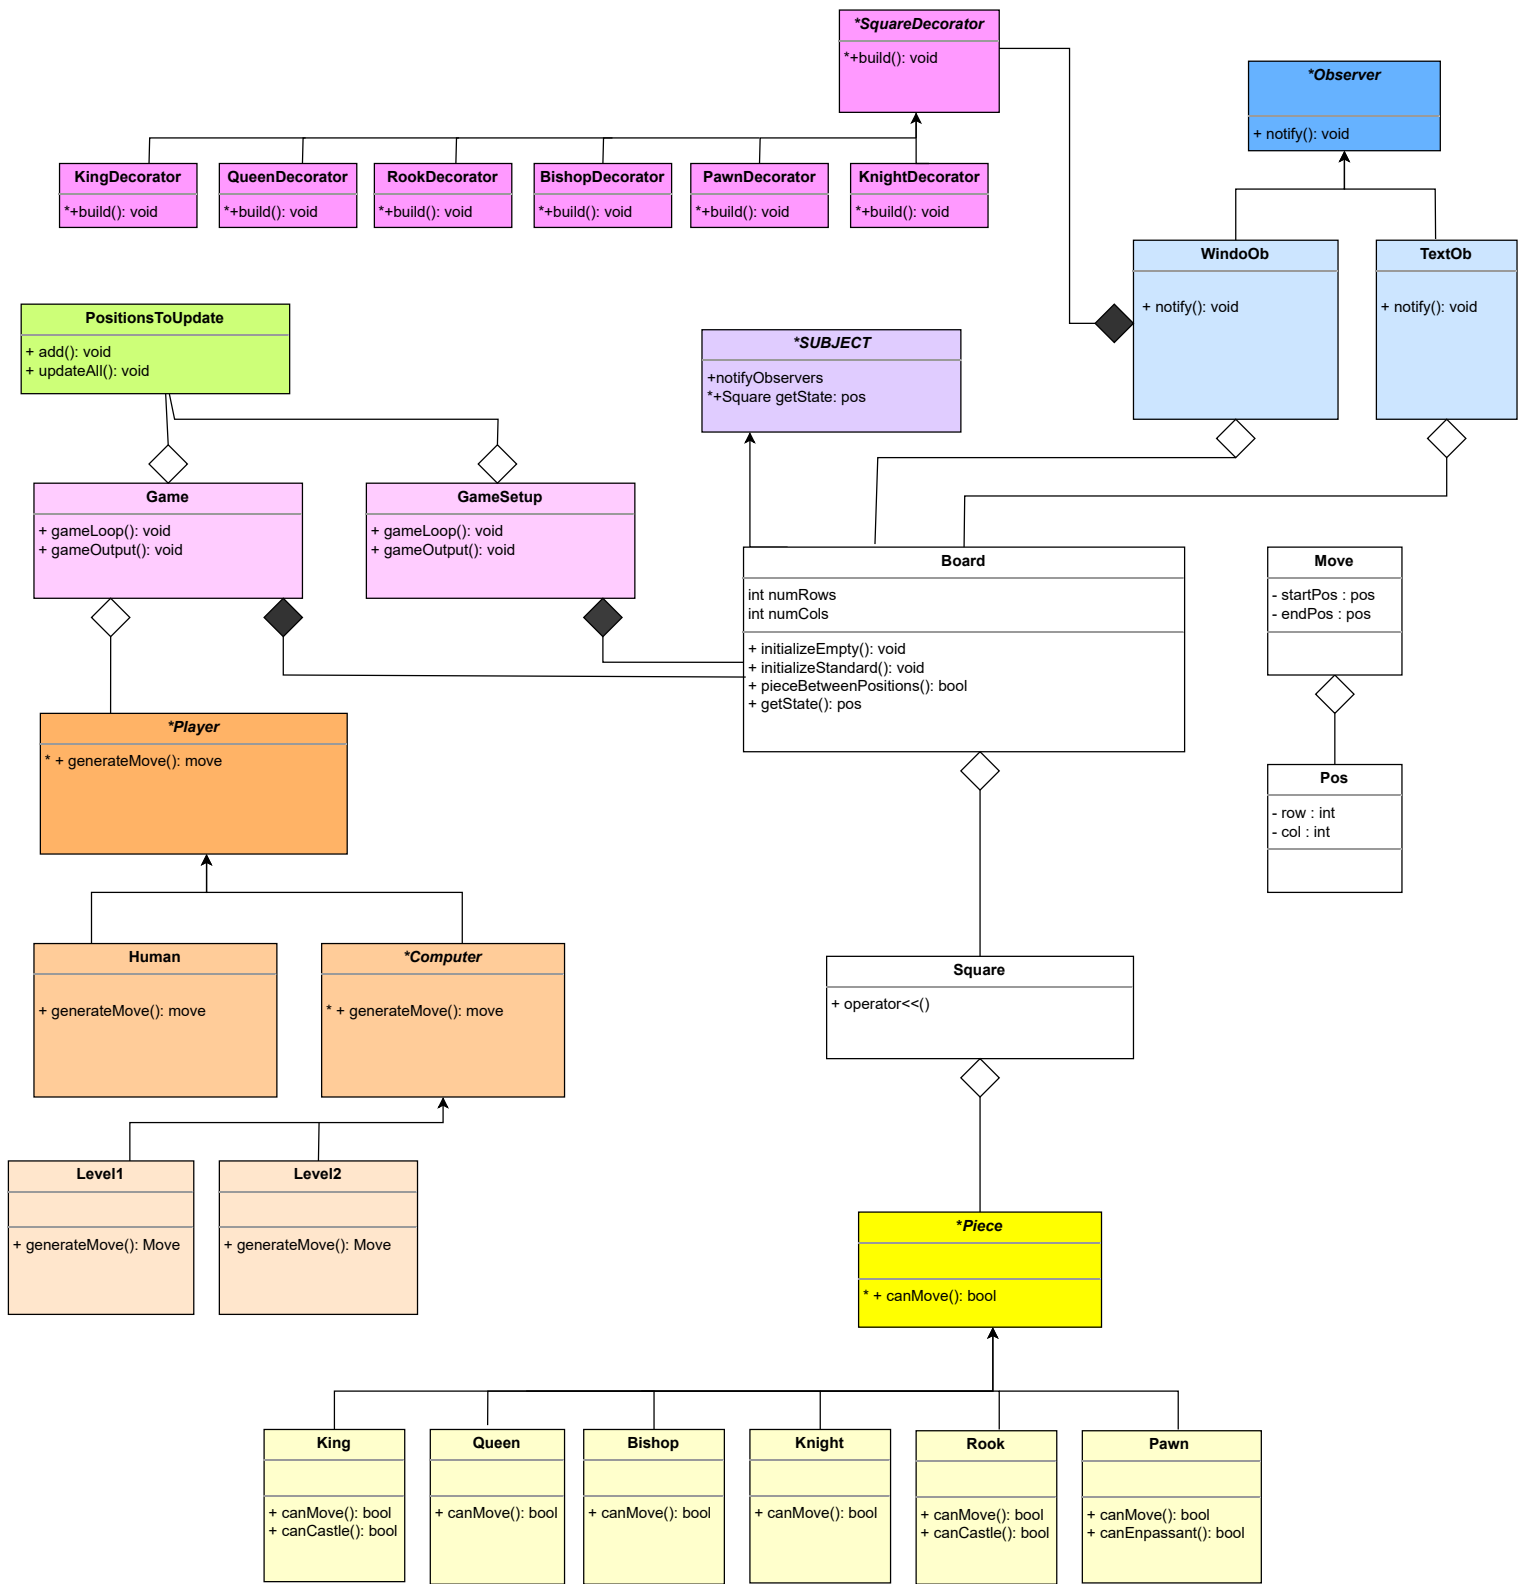 *SquareDecorator
*+build(): void
*Observer
+ notify(): void
KingDecorator
*+build(): void
QueenDecorator
*+build(): void
RookDecorator
*+build(): void
BishopDecorator
*+build(): void
PawnDecorator
*+build(): void
KnightDecorator
*+build(): void
WindoOb
+ notify(): void
TextOb
+ notify(): void
PositionsToUpdate
+ add(): void
+ updateAll(): void
*SUBJECT
+notifyObservers
*+Square getState: pos
Game
+ gameLoop(): void
+ gameOutput(): void
GameSetup
+ gameLoop(): void
+ gameOutput(): void
Board
int numRows
int numCols
+ initializeEmpty(): void
+ initializeStandard(): void
+ pieceBetweenPositions(): bool
+ getState(): pos
Move
- startPos : pos
- endPos : pos
Pos
- row : int
- col : int
*Player
* + generateMove(): move
Human
+ generateMove(): move
*Computer
* + generateMove(): move
Square
+ operator<<()
Level1
+ generateMove(): Move
Level2
+ generateMove(): Move
*Piece
* + canMove(): bool
King
+ canMove(): bool
+ canCastle(): bool
Queen
+ canMove(): bool
Bishop
+ canMove(): bool
Knight
+ canMove(): bool
Rook
+ canMove(): bool
+ canCastle(): bool
Pawn
+ canMove(): bool
+ canEnpassant(): bool